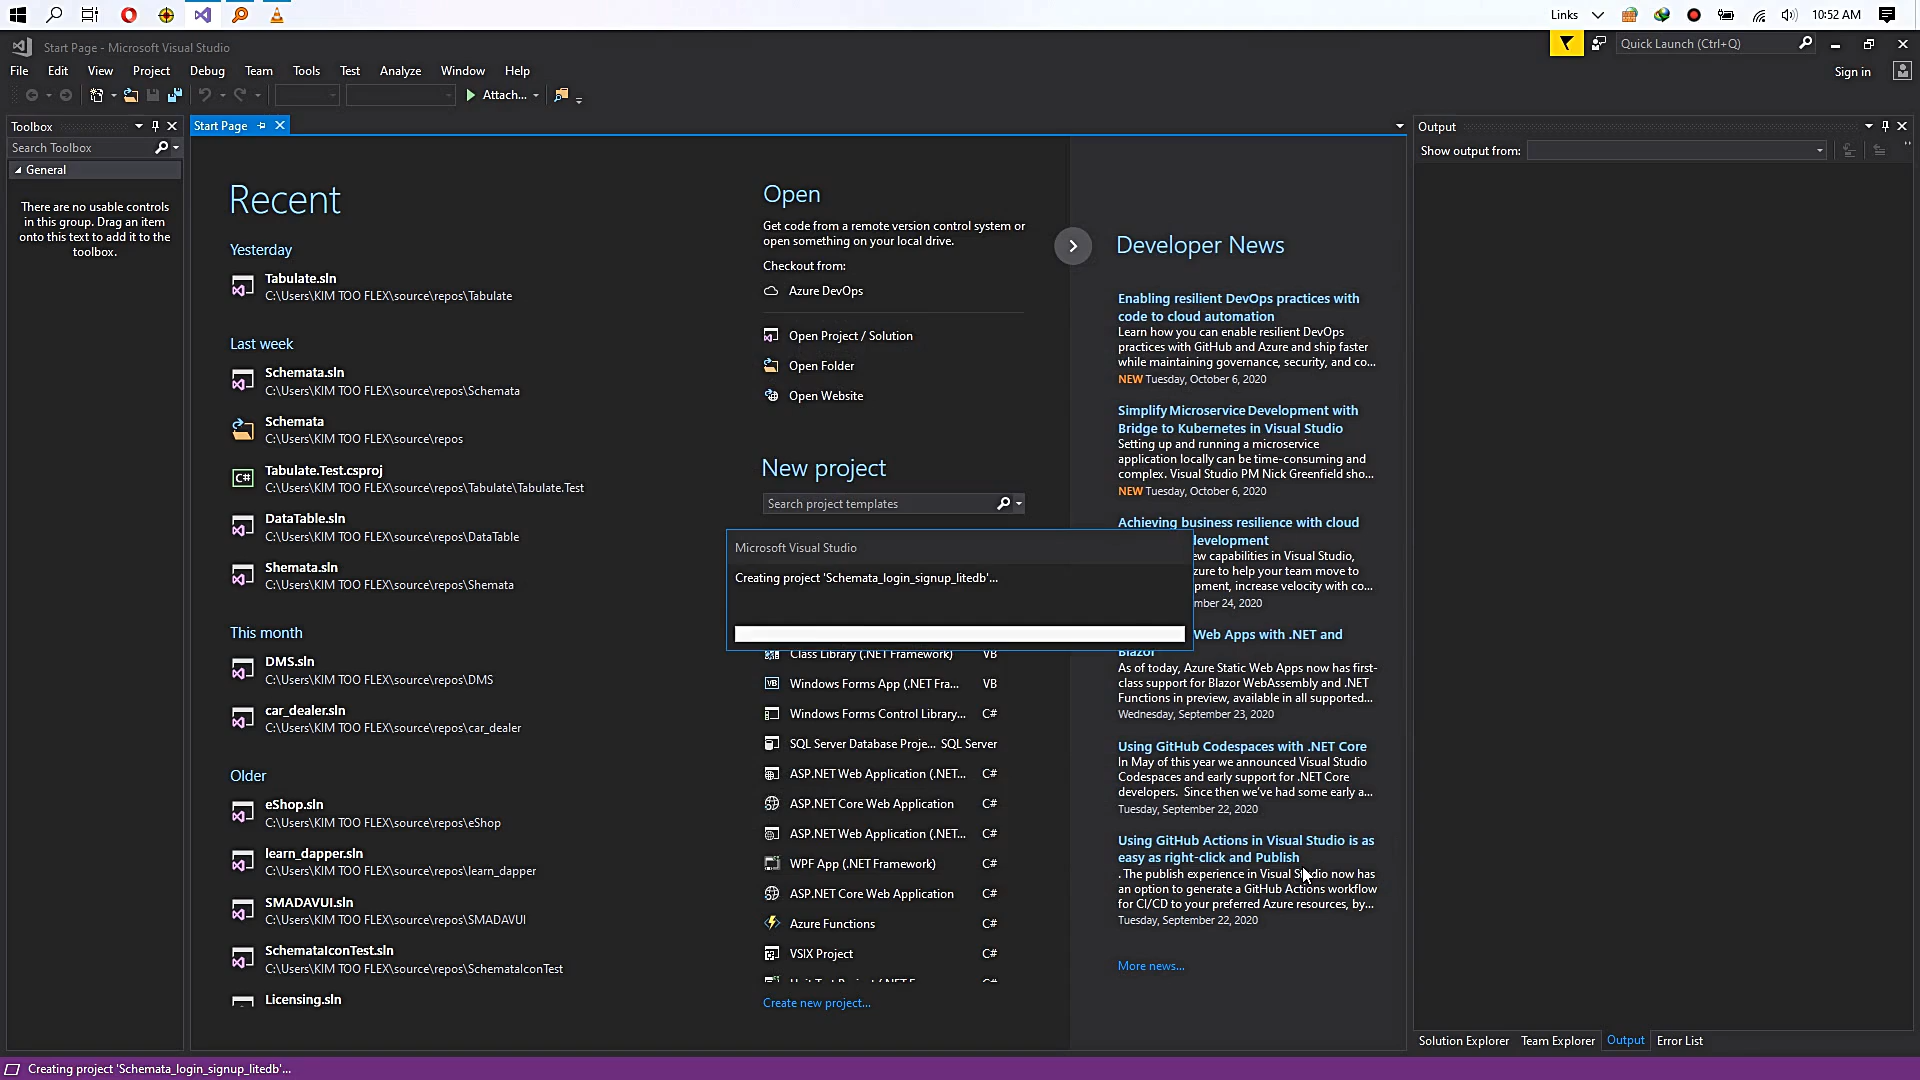 Links
10:52 AM
Start Page - Microsoft Visual Studio
Quick Launch (Ctrl+Q)
File Edit View Project Debug Team Tools Test Analyze Window Help
Sign in
Attach...
Toolbox
Search Toolbox
General
There are no usable controls
in this group. Drag an item
onto this text to add it to the
toolbox.
Start Page
Recent
Yesterday
Tabulate.sln
C:\Users\KIM TOO FLEX\source\repos\Tabulate
Last week
Schemata.sln
C:\Users\KIM TOO FLEX\source\repos\Schemata
Schemata
C:\Users\KIM TOO FLEX\source\repos
C#
Tabulate.Test.csproj
C:\Users\KIM TOO FLEX\source\repos\Tabulate\Tabulate.Test
DataTable.sln
C:\Users\KIM TOO FLEX\source\repos\DataTable
Shemata.sln
C:\Users\KIM TOO FLEX\source\repos\Shemata
This month
DMS.sln
C:\Users\KIM TOO FLEX\source\repos\DMS
car_dealer.sln
C:\Users\KIM TOO FLEX\source\repos\car_dealer
Older
eShop.sln
C:\Users\KIM TOO FLEX\source\repos\eShop
learn_dapper.sln
C:\Users\KIM TOO FLEX\source\repos\learn_dapper
SMADAVUI.sln
C:\Users\KIM TOO FLEX\source\repos\SMADAVUI
SchemataIconTest.sln
C:\Users\KIM TOO FLEX\source\repos\SchemataIconTest
Licensing.sln
Open
Get code from a remote version control system or
open something on your local drive.
Checkout from:
Azure DevOps
Open Project / Solution
Open Folder
Open Website
New project
Search project templates
Microsoft Visual Studio
Creating project 'Schemata_login_signup_litedb'...
Class Library (.NET Framework) VB
VB Windows Forms App (.NET Fra... VB
Windows Forms Control Library... C#
SQL Server Database Proje... SQL Server
ASP.NET Web Application (.NET... C#
ASP.NET Core Web Application C#
ASP.NET Web Application (.NET... C#
WPF App (.NET Framework) C#
ASP.NET Core Web Application C#
Azure Functions C#
VSIX Project C#
Create new project...
Developer News
Enabling resilient DevOps practices with
code to cloud automation
Learn how you can enable resilient DevOps
practices with GitHub and Azure and ship faster
while maintaining governance, security, and co...
NEW Tuesday, October 6, 2020
Simplify Microservice Development with
Bridge to Kubernetes in Visual Studio
Setting up and running a microservice
application locally can be time-consuming and
complex. Visual Studio PM Nick Greenfield sho...
NEW Tuesday, October 6, 2020
Achieving business resilience with cloud
development
ew capabilities in Visual Studio,
zure to help your team move to
pment, increase velocity with co...
mber 24, 2020
Web Apps with .NET and
Blazor
As of today, Azure Static Web Apps now has first-
class support for Blazor WebAssembly and .NET
Functions in preview, available in all supported...
Wednesday, September 23, 2020
Using GitHub Codespaces with .NET Core
In May of this year we announced Visual Studio
Codespaces and early support for .NET Core
developers. Since then we've had some early a...
Tuesday, September 22, 2020
Using GitHub Actions in Visual Studio is as
easy as right-click and Publish
. The publish experience in Visual Studio now has
an option to generate a GitHub Actions workflow
for CI/CD to your preferred Azure resources, by...
Tuesday, September 22, 2020
More news...
Output
Show output from:
Solution Explorer Team Explorer Output Error List
Creating project 'Schemata_login_signup_litedb'...